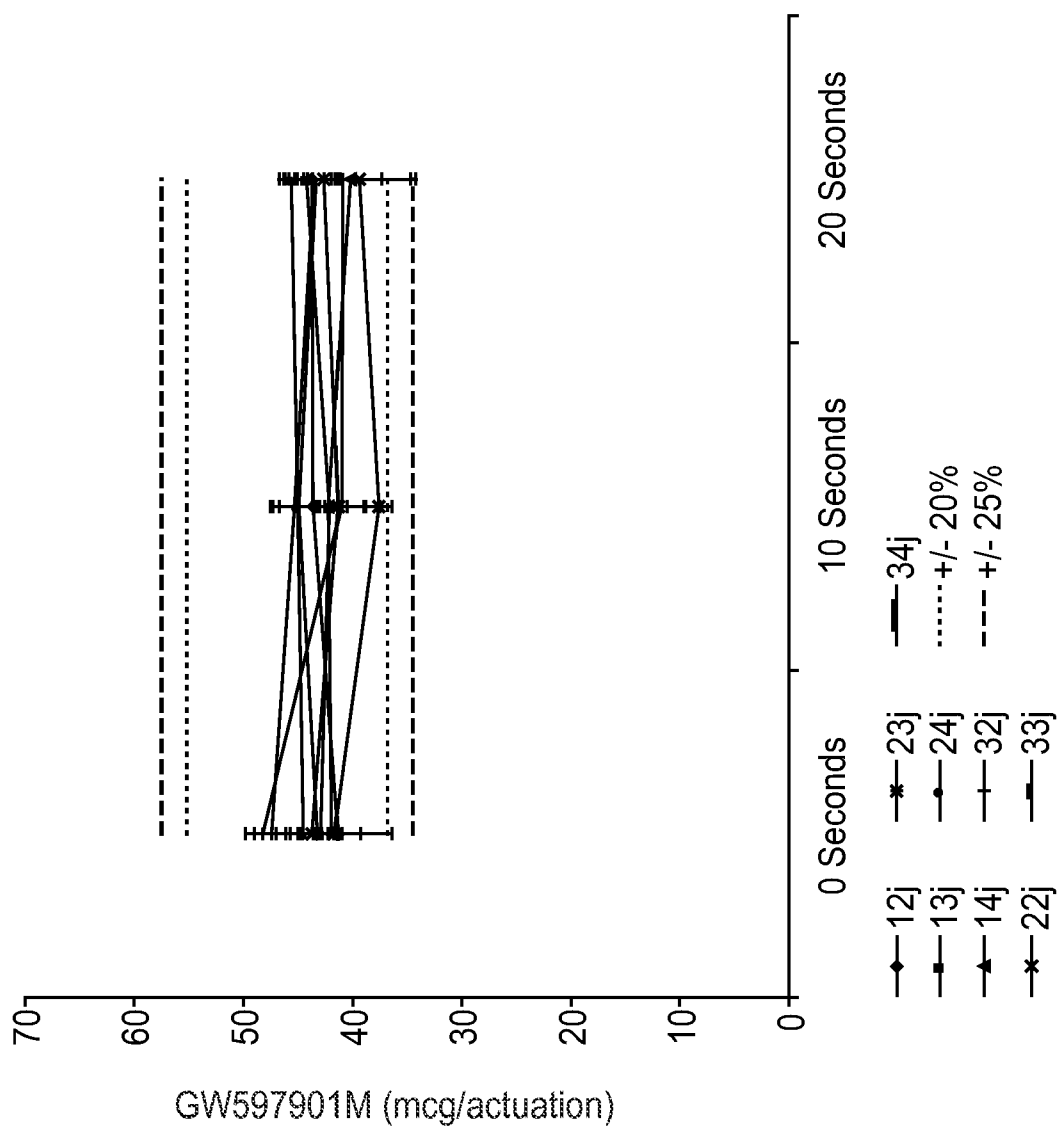 GW597901M (mcg/actuation)
70
60
50
40
30
20
10
0
0 Seconds
10 Seconds
20 Seconds
12j
13j
14j
22j
23j
24j
32j
33j
34j
+/- 20%
+/- 25%